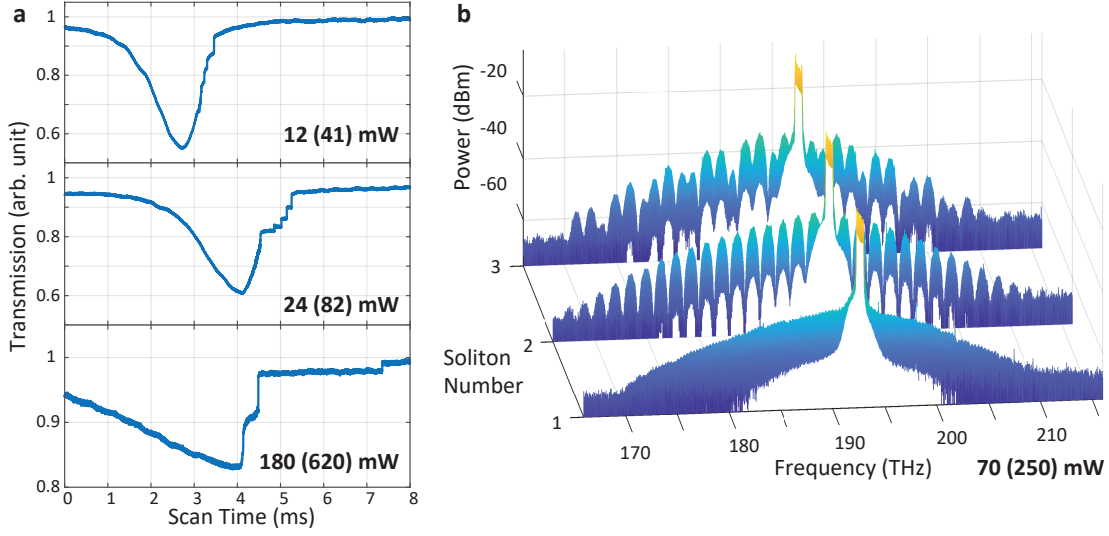 a
1
0.8
0.6
12 (41) mW
1
0.8
0.6
24 (82) mW
1
0.9
0.8
180 (620) mW
0 1 2 3 4 5 6 7 8
Scan Time (ms)
Transmission (arb. unit)
b
-20
-40
-60
Power (dBm)
3
2
1
Soliton
Number
170 180 190 200 210
Frequency (THz)
70 (250) mW